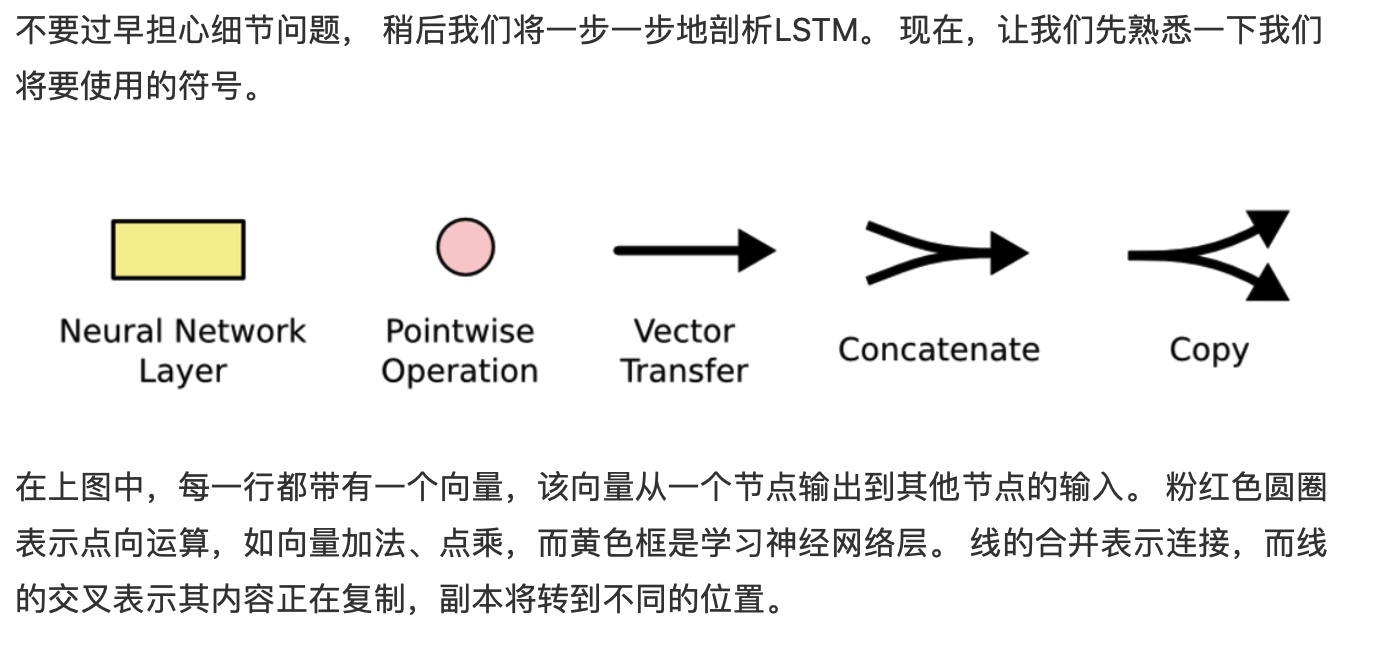 不要过早担心细节问题， 稍后我们将一步一步地剖析LSTM。 现在，让我们先熟悉一下我们
将要使用的符号。
Neural Network
Layer
Pointwise
Operation
Vector
Transfer
Concatenate
Copy
在上图中，每一行都带有一个向量，该向量从一个节点输出到其他节点的输入。 粉红色圆圈
表示点向运算，如向量加法、点乘，而黄色框是学习神经网络层。 线的合并表示连接，而线
的交叉表示其内容正在复制，副本将转到不同的位置。